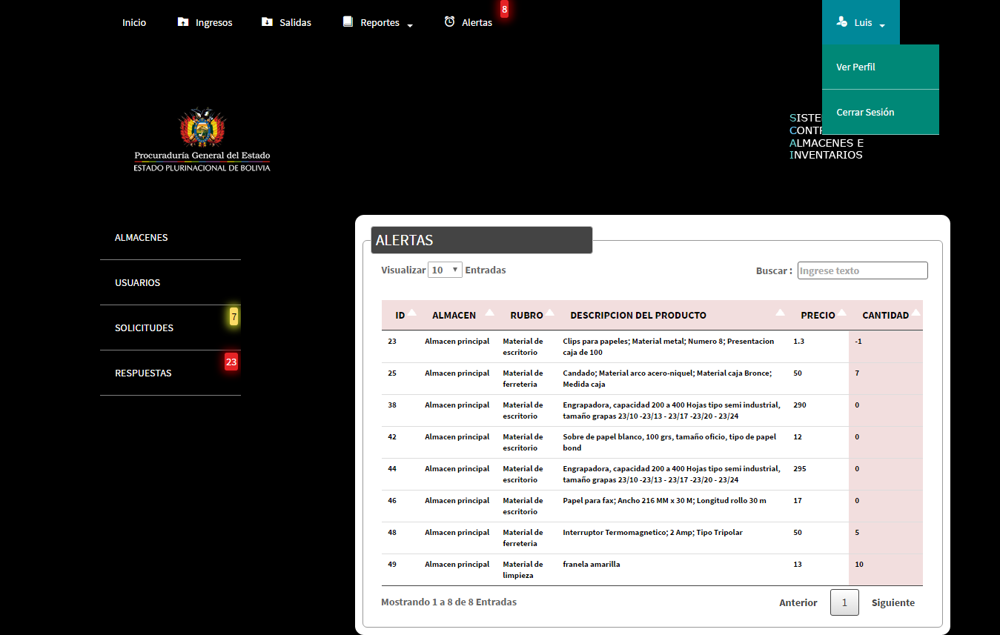 Inicio Ingresos Salidas Reportes Alertas 8 Luis
Ver Perfil
Cerrar Sesión
Procuraduría General del Estado
ESTADO PLURINACIONAL DE BOLIVIA
ALMACENES E
INVENTARIOS
ALMACENES
USUARIOS
SOLICITUDES 7
RESPUESTAS 23
ALERTAS
Visualizar 10 Entradas Buscar : Ingrese texto
ID ALMACEN RUBRO DESCRIPCION DEL PRODUCTO PRECIO CANTIDAD
23 Almacen principal Material de Clips para papeles; Material metal; Numero 8; Presentacion 1.3 -1
escritorio caja de 100
25 Almacen principal Material de Candado; Material arco acero-niquel; Material caja Bronce; 50 7
ferreteria Medida caja
38 Almacen principal Material de Engrapadora, capacidad 200 a 400 Hojas tipo semi industrial, 290 0
escritorio tamaño grapas 23/10 -23/13 - 23/17 -23/20 - 23/24
42 Almacen principal Material de Sobre de papel blanco, 100 grs, tamaño oficio, tipo de papel 12 0
escritorio bond
44 Almacen principal Material de Engrapadora, capacidad 200 a 400 Hojas tipo semi industrial, 295 0
escritorio tamaño grapas 23/10 -23/13 - 23/17 -23/20 - 23/24
46 Almacen principal Material de Papel para fax; Ancho 216 MM x 30 M; Longitud rollo 30 m 17 0
escritorio
48 Almacen principal Material de Interruptor Termomagnetico; 2 Amp; Tipo Tripolar 50 5
ferreteria
49 Almacen principal Material de franela amarilla 13 10
limpieza
Mostrando 1 a 8 de 8 Entradas Anterior 1 Siguiente